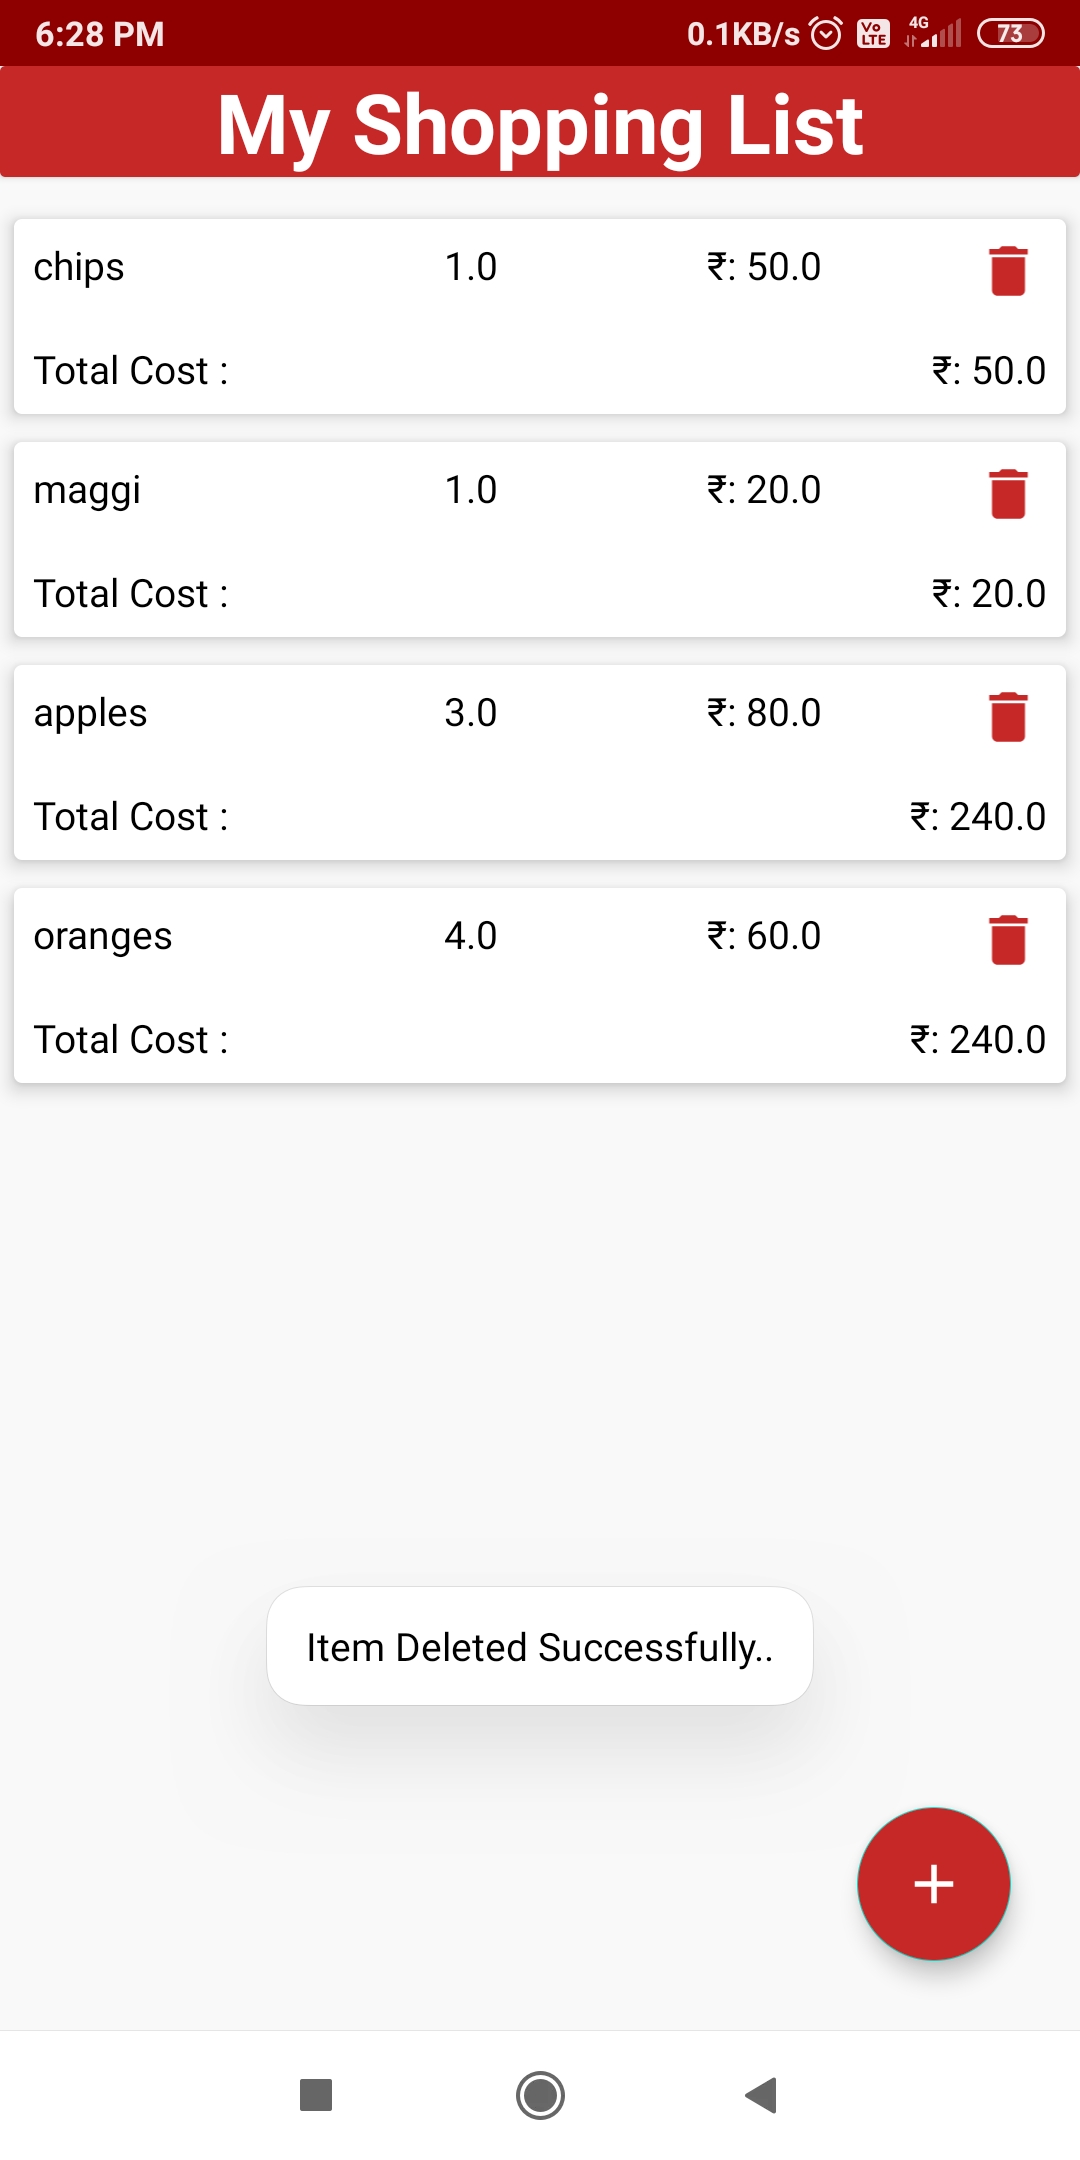 6:28 PM 0.1KB/s Vo LTE 4G 73
My Shopping List
chips 1.0 ₹: 50.0
Total Cost : ₹: 50.0
maggi 1.0 ₹: 20.0
Total Cost : ₹: 20.0
apples 3.0 ₹: 80.0
Total Cost : ₹: 240.0
oranges 4.0 ₹: 60.0
Total Cost : ₹: 240.0
Item Deleted Successfully..